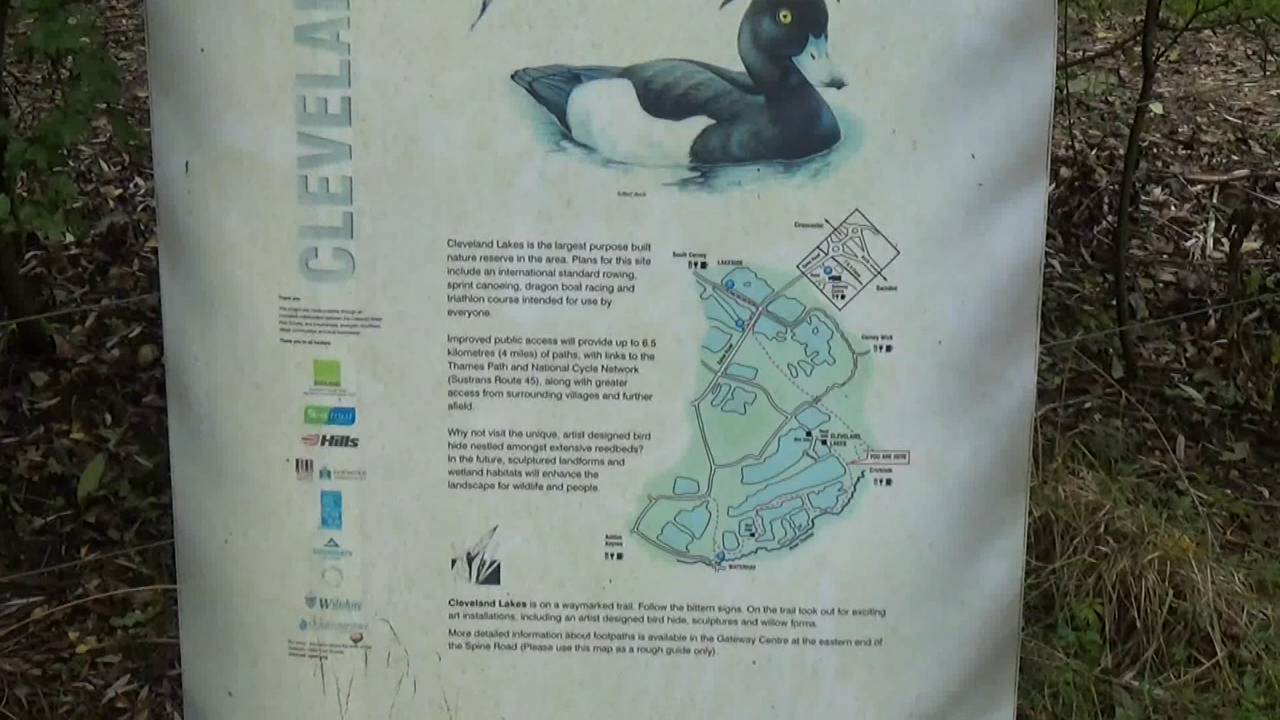 CLEVELA
Tufted duck
Cleveland Lakes is the largest purpose built
nature reserve in the area. Plans for this site
include an international standard rowing,
sprint canoeing, dragon boat racing and
triathlon course intended for use by
everyone.
Improved public access will provide up to 6.5
kilometres (4 miles) of paths, with links to the
Thames Path and National Cycle Network
(Sustrans Route 45), along with greater
access from surrounding villages and further
afield.
Why not visit the unique, artist designed bird
hide nestled amongst extensive reedbeds?
In the future, sculptured landforms and
wetland habitats will enhance the
landscape for wildlife and people.
Cirencester
South Cerney
LAKESIDE
Swindon
Cerney Wick
CLEVELAND
LAKES
YOU ARE HERE
Cricklade
Ashton
Keynes
WATERHAY
Thank you
Hills
Wiltshire
Cleveland Lakes is on a waymarked trail. Follow the bittern signs. On the trail look out for exciting
art installations, including an artist designed bird hide, sculptures and willow forms.
More detailed information about footpaths is available in the Gateway Centre at the eastern end of
the Spine Road (Please use this map as a rough guide only).